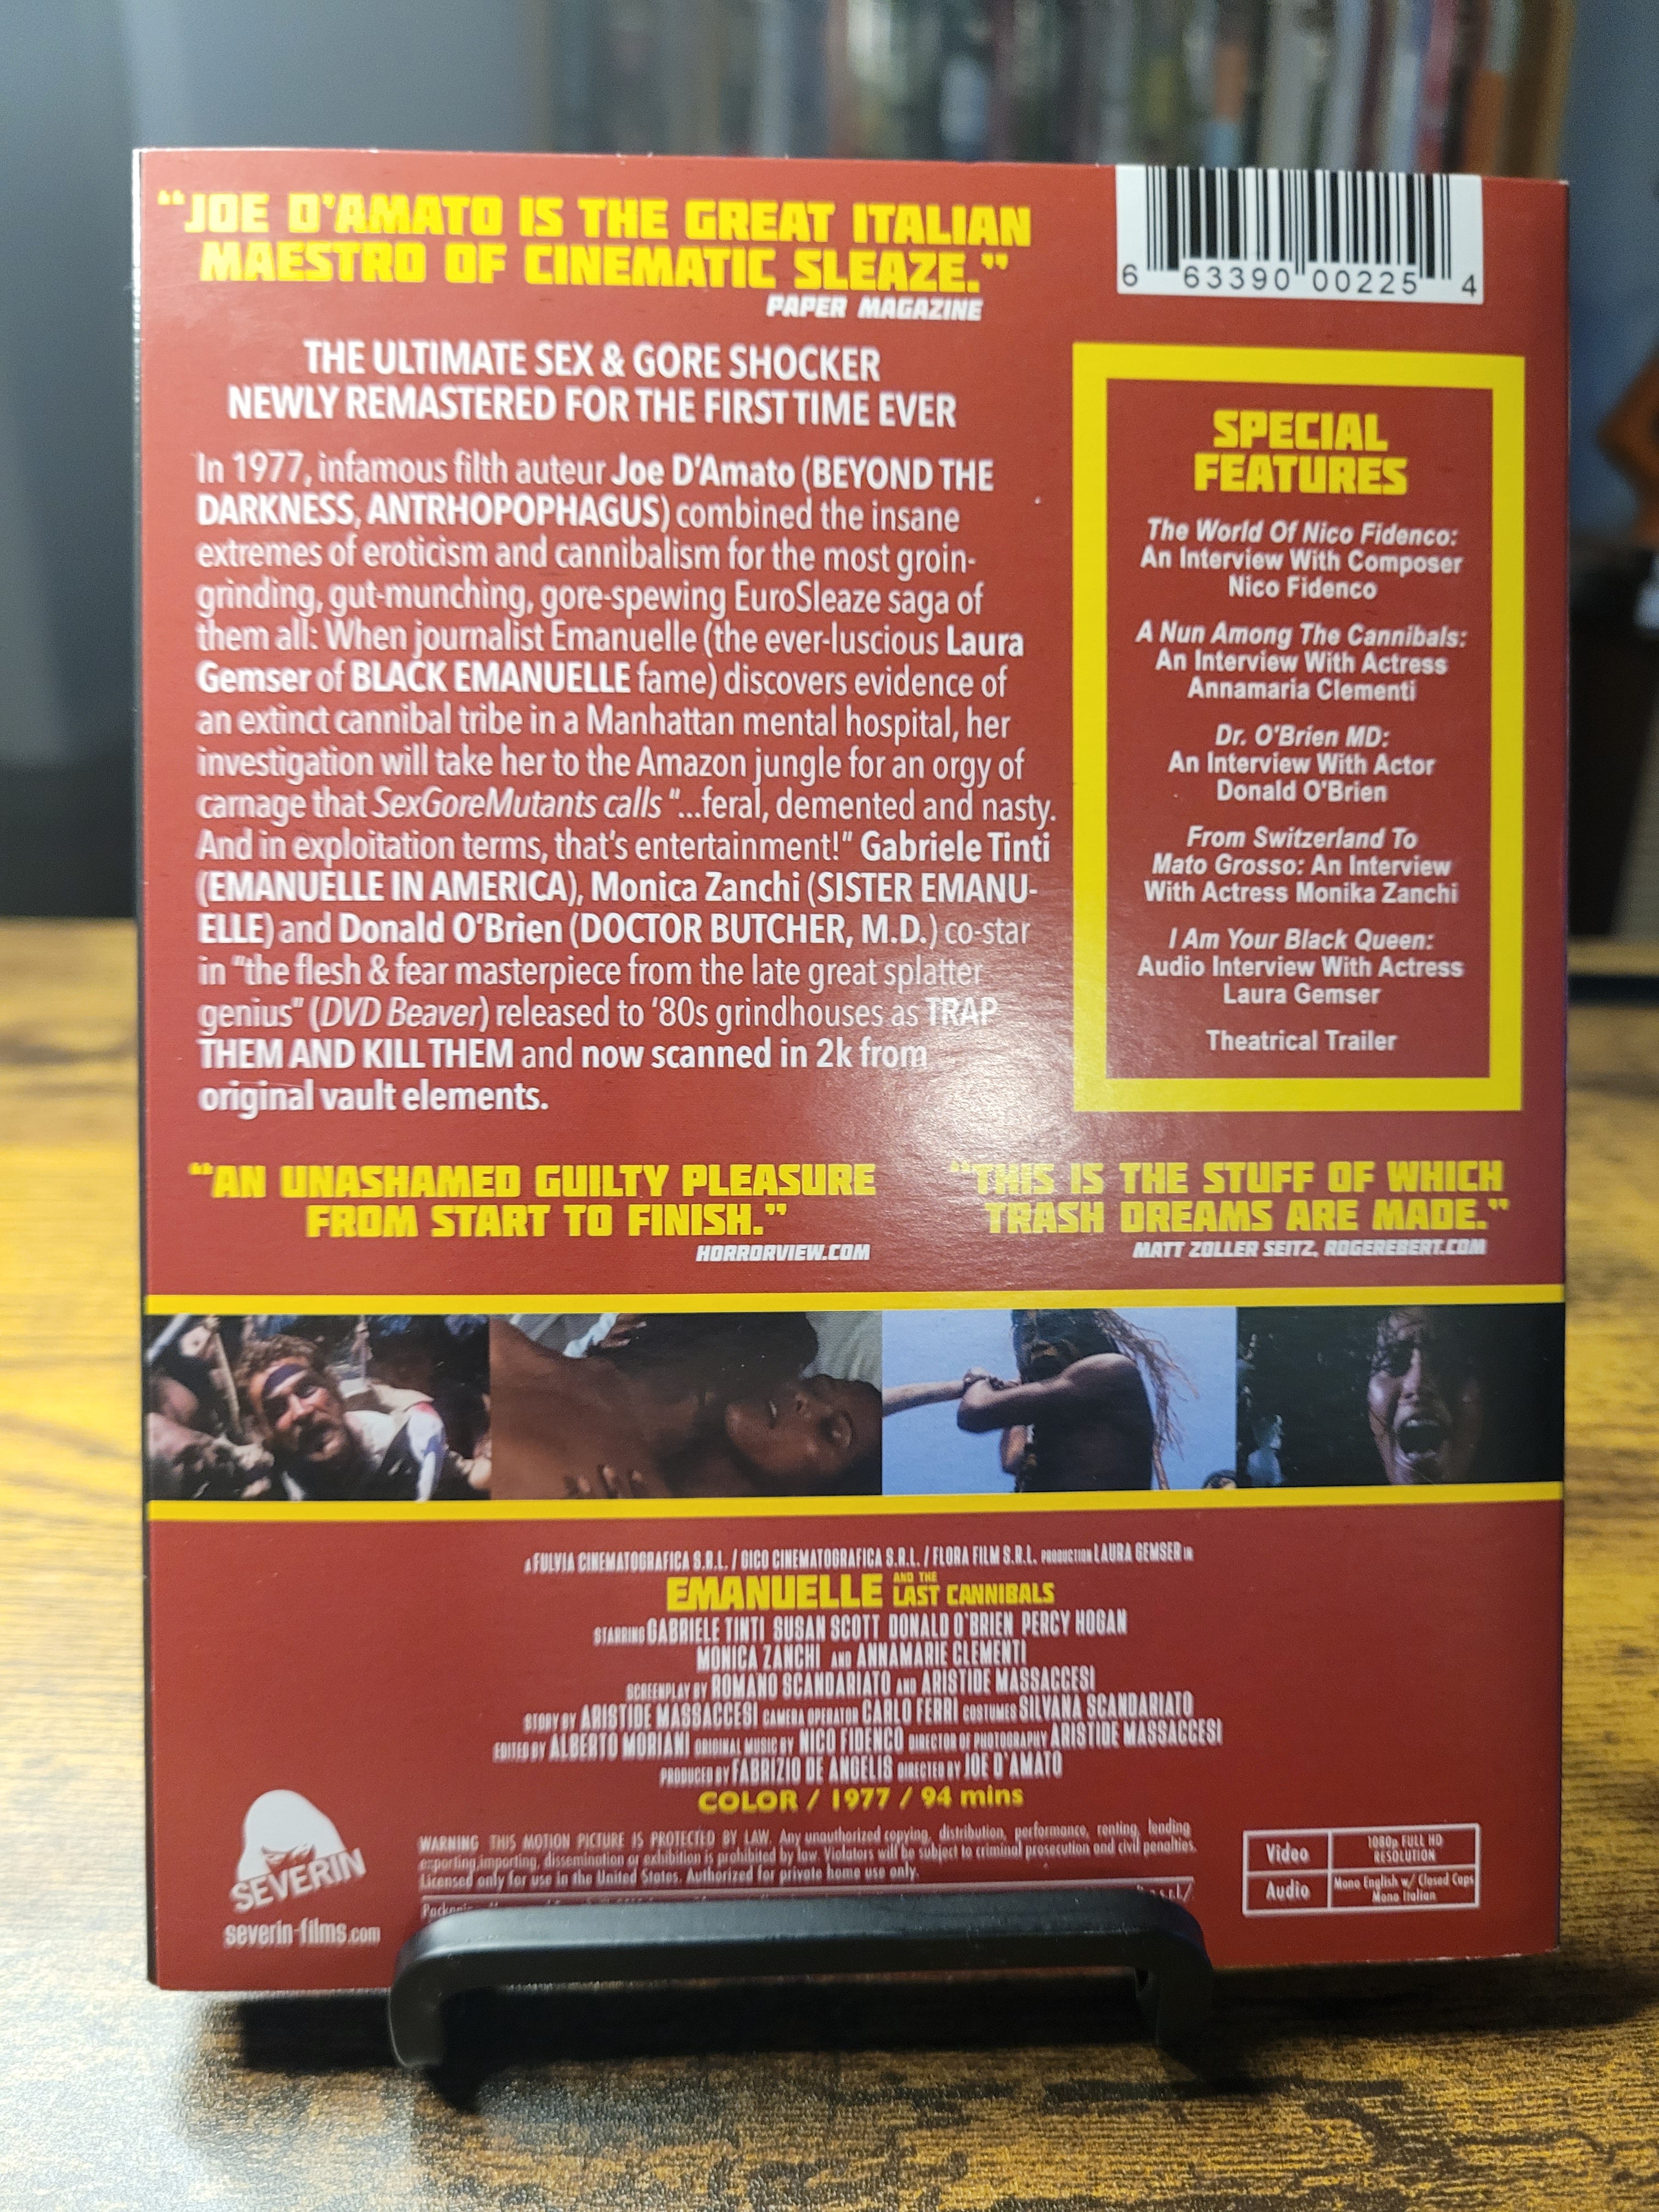 "JOE D'AMATO IS THE GREAT ITALIAN
MAESTRO OF CINEMATIC SLEAZE."
PAPER MAGAZINE
6 63390 00225 4
THE ULTIMATE SEX & GORE SHOCKER
NEWLY REMASTERED FOR THE FIRST TIME EVER
In 1977, infamous filth auteur Joe D'Amato (BEYOND THE
DARKNESS, ANTRHOPOPHAGUS) combined the insane
extremes of eroticism and cannibalism for the most groin-
grinding, gut-munching, gore-spewing EuroSleaze saga of
them all: When journalist Emanuelle (the ever-luscious Laura
Gemser of BLACK EMANUELLE fame) discovers evidence of
an extinct cannibal tribe in a Manhattan mental hospital, her
investigation will take her to the Amazon jungle for an orgy of
carnage that SexGoreMutants calls "...feral, demented and nasty.
And in exploitation terms, that's entertainment!" Gabriele Tinti
(EMANUELLE IN AMERICA), Monica Zanchi (SISTER EMANU-
ELLE) and Donald O'Brien (DOCTOR BUTCHER, M.D.) co-star
in "the flesh & fear masterpiece from the late great splatter
genius" (DVD Beaver) released to '80s grindhouses as TRAP
THEM AND KILL THEM and now scanned in 2k from
original vault elements.
SPECIAL
FEATURES
The World Of Nico Fidenco:
An Interview With Composer
Nico Fidenco
A Nun Among The Cannibals:
An Interview With Actress
Annamaria Clementi
Dr. O'Brien MD:
An Interview With Actor
Donald O'Brien
From Switzerland To
Mato Grosso: An Interview
With Actress Monika Zanchi
I Am Your Black Queen:
Audio Interview With Actress
Laura Gemser
Theatrical Trailer
"AN UNASHAMED GUILTY PLEASURE
FROM START TO FINISH."
HORRORVIEW.COM
"THIS IS THE STUFF OF WHICH
TRASH DREAMS ARE MADE."
MATT ZOLLER SEITZ, ROGEREBERT.COM
A FULVIA CINEMATOGRAFICA S.R.L. / GICO CINEMATOGRAFICA S.R.L. / FLORA FILM S.R.L. PRODUCTION LAURA GEMSER IN
EMANUELLE AND THE LAST CANNIBALS
STARRING GABRIELE TINTI SUSAN SCOTT DONALD O'BRIEN PERCY HOGAN
MONICA ZANCHI AND ANNAMARIE CLEMENTI
SCREENPLAY BY ROMANO SCANDARIATO AND ARISTIDE MASSACCESI
STORY BY ARISTIDE MASSACCESI CAMERA OPERATOR CARLO FERRI COSTUMES SILVANA SCANDARIATO
EDITED BY ALBERTO MORIANI ORIGINAL MUSIC BY NICO FIDENCO DIRECTOR OF PHOTOGRAPHY ARISTIDE MASSACCESI
PRODUCED BY FABRIZIO DE ANGELIS DIRECTED BY JOE D'AMATO
COLOR / 1977 / 94 mins
WARNING THIS MOTION PICTURE IS PROTECTED BY LAW. Any unauthorized copying, distribution, performance, renting, lending
exporting,importing, dissemination or exhibition is prohibited by law. Violators will be subject to criminal prosecution and civil penalties.
Licensed only for use in the United States. Authorized for private home use only.
SEVERIN
severin-films.com
Video 1080p FULL HD
RESOLUTION
Audio Mono English w/ Closed Caps
Mono Italian